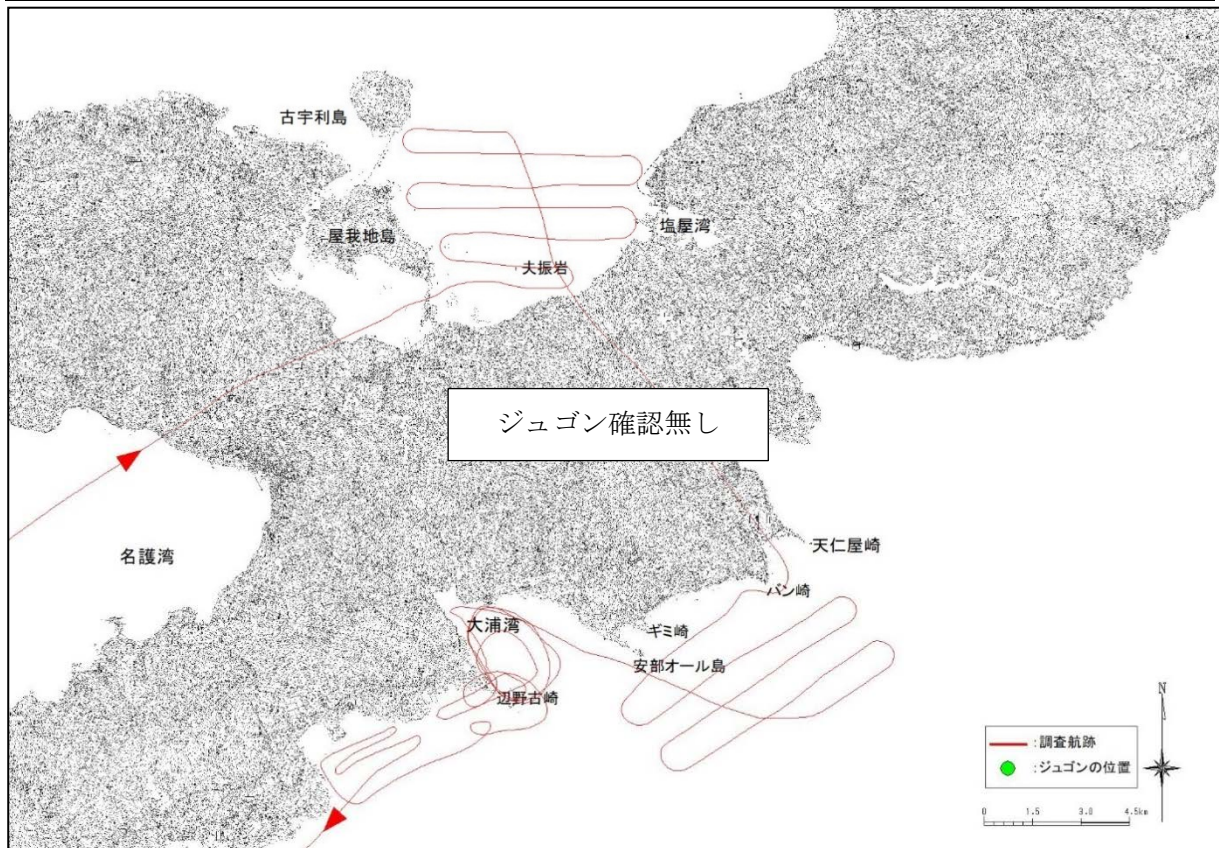 古宇利島
屋我地島
塩屋湾
夫振岩
ジュゴン確認無し
名護湾
天仁屋崎
バン崎
ギミ崎
大浦湾
安部オール島
辺野古崎
N
:調査航跡
:ジュゴンの位置
0 1.5 3.0 4.5km